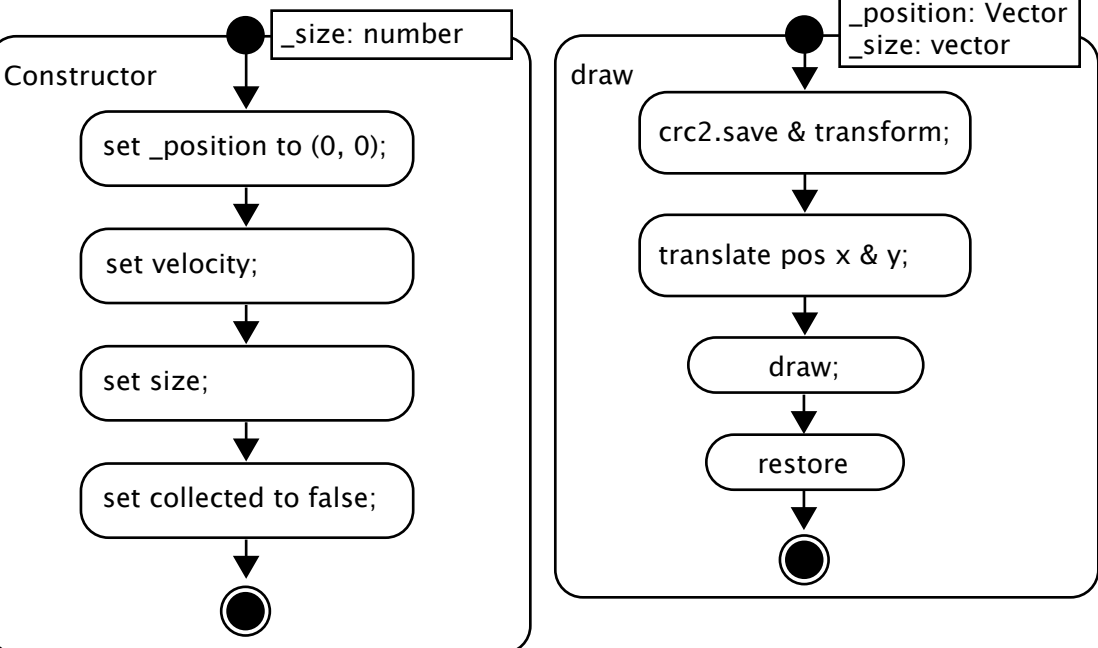 _size: number
Constructor
set _position to (0, 0);
set velocity;
set size;
set collected to false;
_position: Vector
_size: vector
draw
crc2.save & transform;
translate pos x & y;
draw;
restore